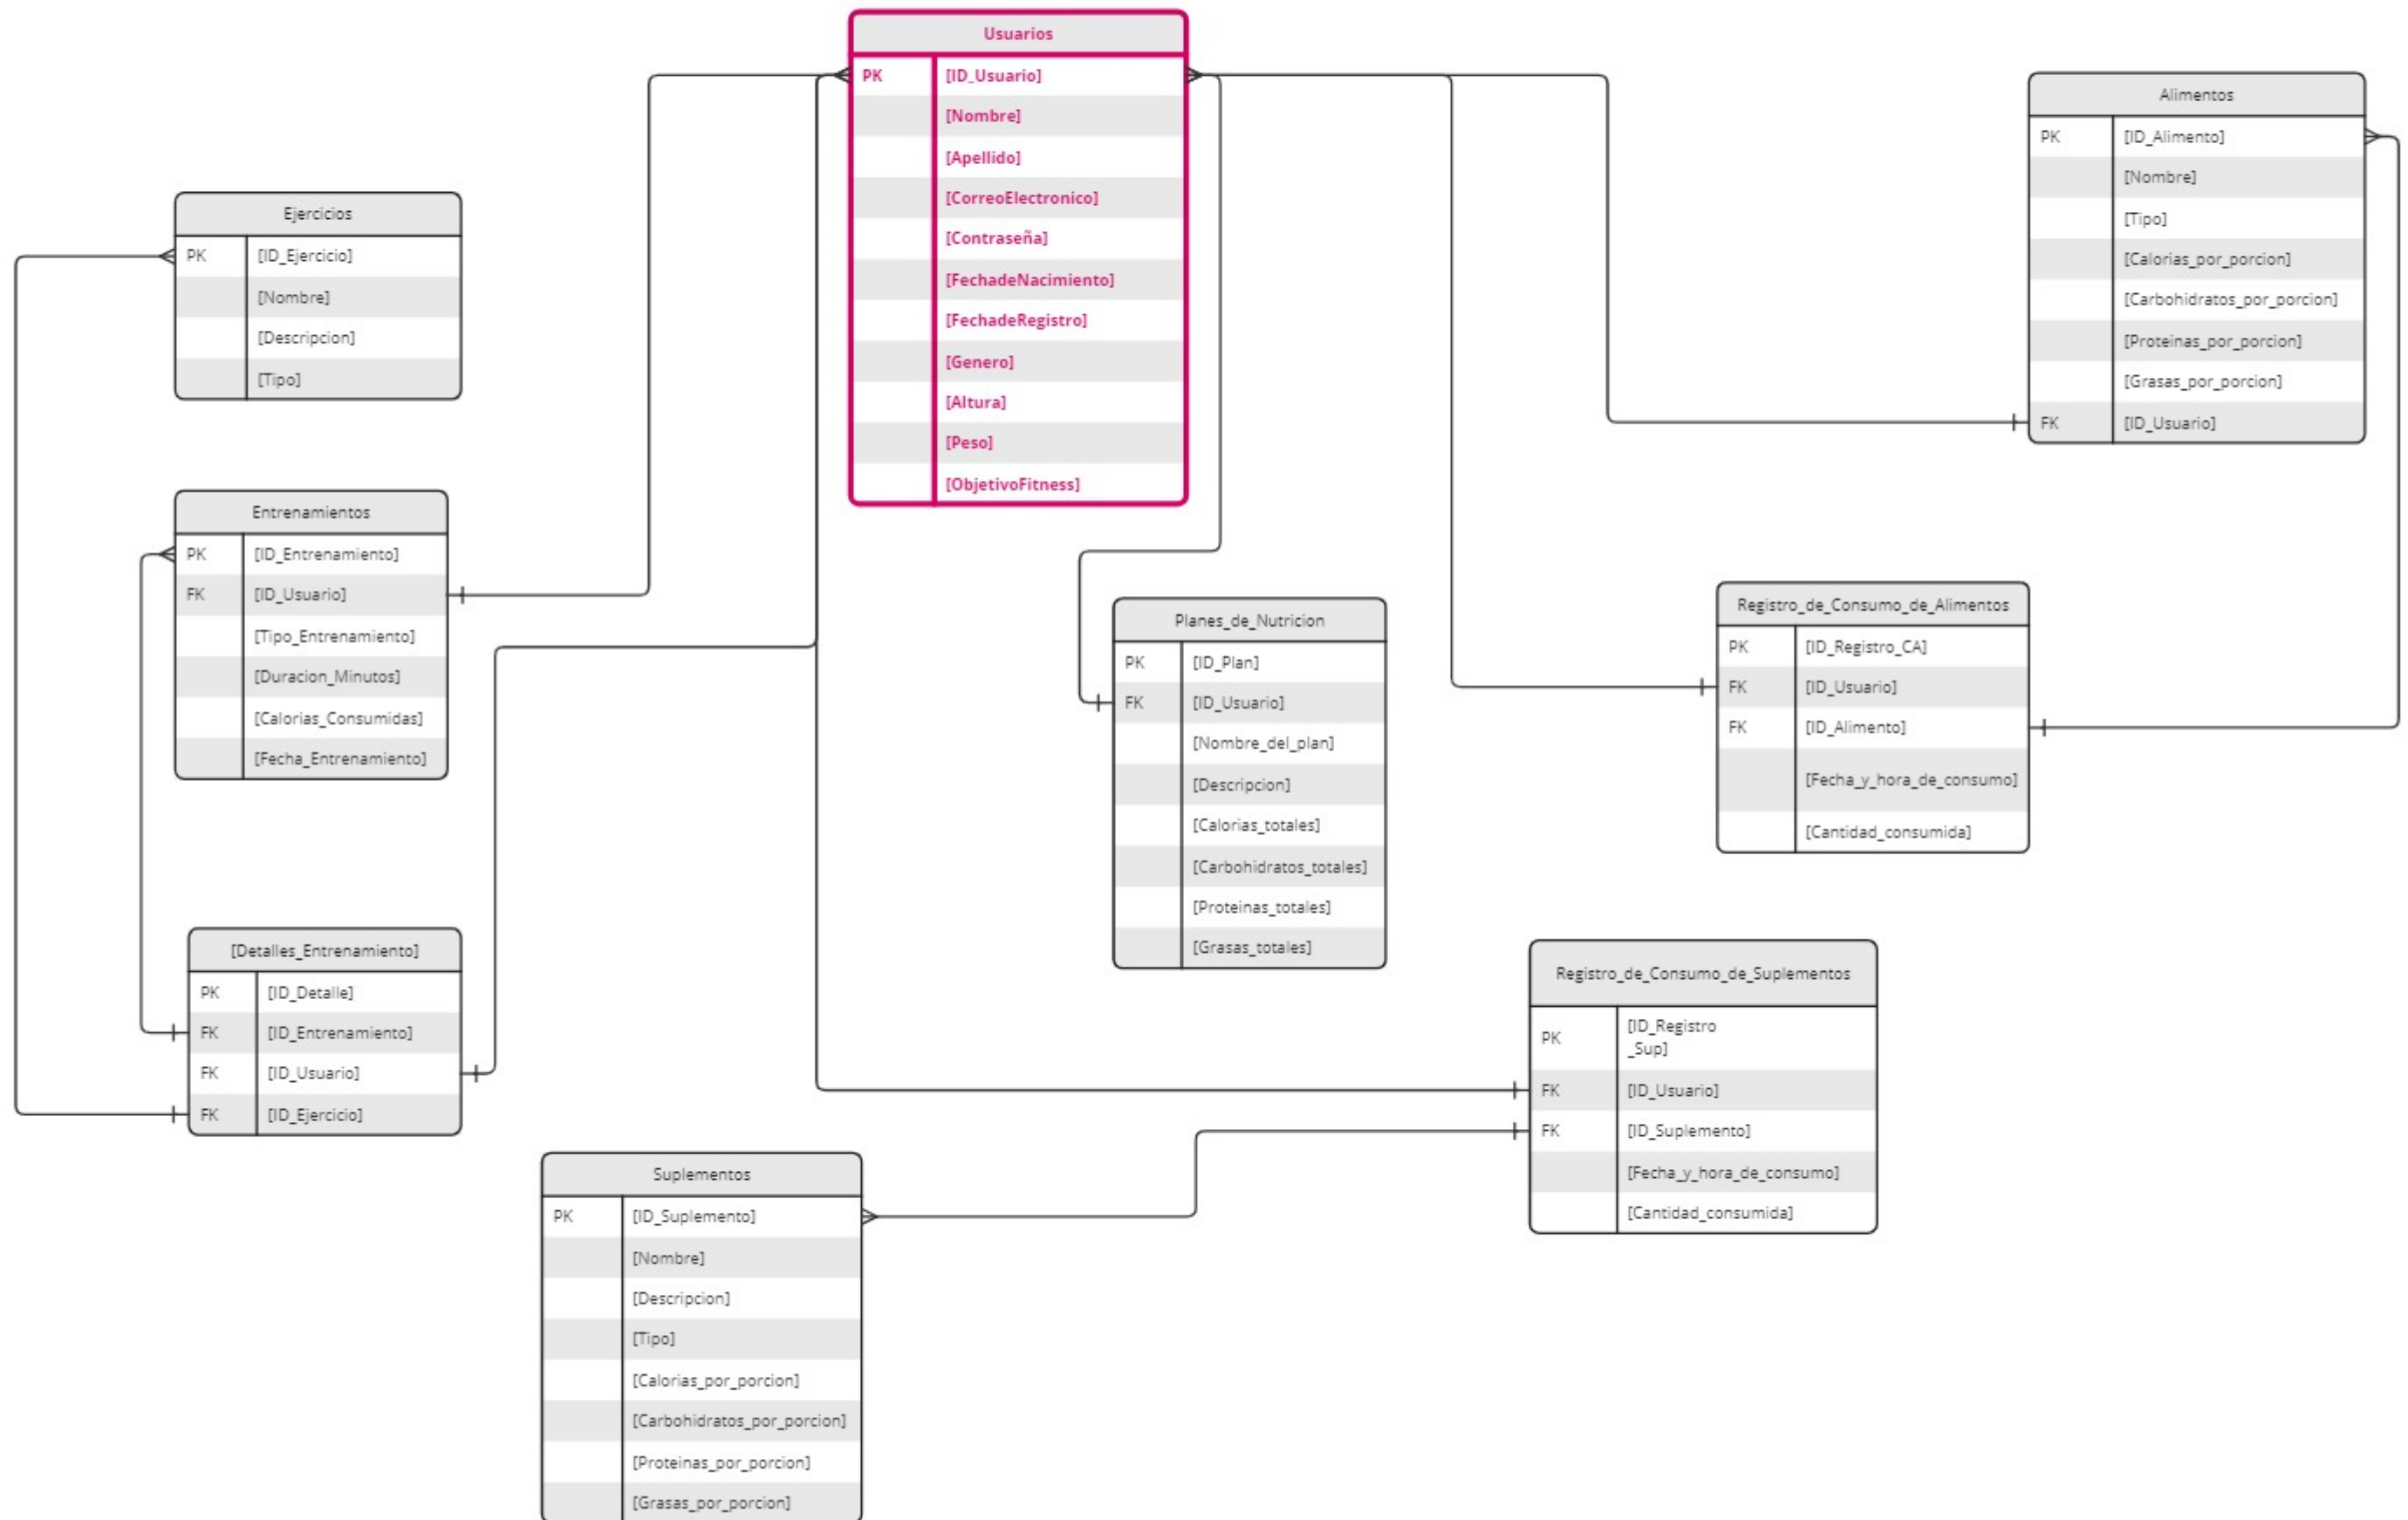 Usuarios
PK [ID_Usuario]
[Nombre]
[Apellido]
[CorreoElectronico]
[Contraseña]
[FechadeNacimiento]
[FechadeRegistro]
[Genero]
[Altura]
[Peso]
[ObjetivoFitness]
Alimentos
PK [ID_Alimento]
[Nombre]
[Tipo]
[Calorias_por_porcion]
[Carbohidratos_por_porcion]
[Proteinas_por_porcion]
[Grasas_por_porcion]
FK [ID_Usuario]
Ejercicios
PK [ID_Ejercicio]
[Nombre]
[Descripcion]
[Tipo]
Entrenamientos
PK [ID_Entrenamiento]
FK [ID_Usuario]
[Tipo_Entrenamiento]
[Duracion_Minutos]
[Calorias_Consumidas]
[Fecha_Entrenamiento]
Planes_de_Nutricion
PK [ID_Plan]
FK [ID_Usuario]
[Nombre_del_plan]
[Descripcion]
[Calorias_totales]
[Carbohidratos_totales]
[Proteinas_totales]
[Grasas_totales]
Registro_de_Consumo_de_Alimentos
PK [ID_Registro_CA]
FK [ID_Usuario]
FK [ID_Alimento]
[Fecha_y_hora_de_consumo]
[Cantidad_consumida]
[Detalles_Entrenamiento]
PK [ID_Detalle]
FK [ID_Entrenamiento]
FK [ID_Usuario]
FK [ID_Ejercicio]
Registro_de_Consumo_de_Suplementos
PK [ID_Registro
_Sup]
FK [ID_Usuario]
FK [ID_Suplemento]
[Fecha_y_hora_de_consumo]
[Cantidad_consumida]
Suplementos
PK [ID_Suplemento]
[Nombre]
[Descripcion]
[Tipo]
[Calorias_por_porcion]
[Carbohidratos_por_porcion]
[Proteinas_por_porcion]
[Grasas_por_porcion]